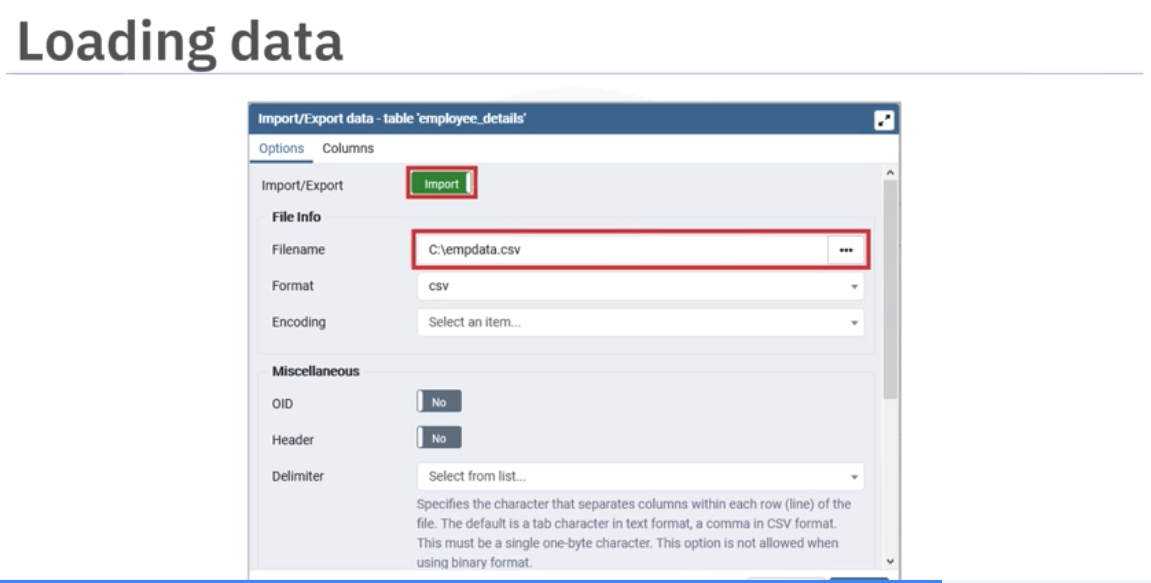 Loading data
Import/Export data - table 'employee_details'
Options Columns
Import/Export Import
File Info
Filename C:\empdata.csv •••
Format csv
Encoding Select an item...
Miscellaneous
OID No
Header No
Delimiter Select from list...
Specifies the character that separates columns within each row (line) of the
file. The default is a tab character in text format, a comma in CSV format.
This must be a single one-byte character. This option is not allowed when
using binary format.